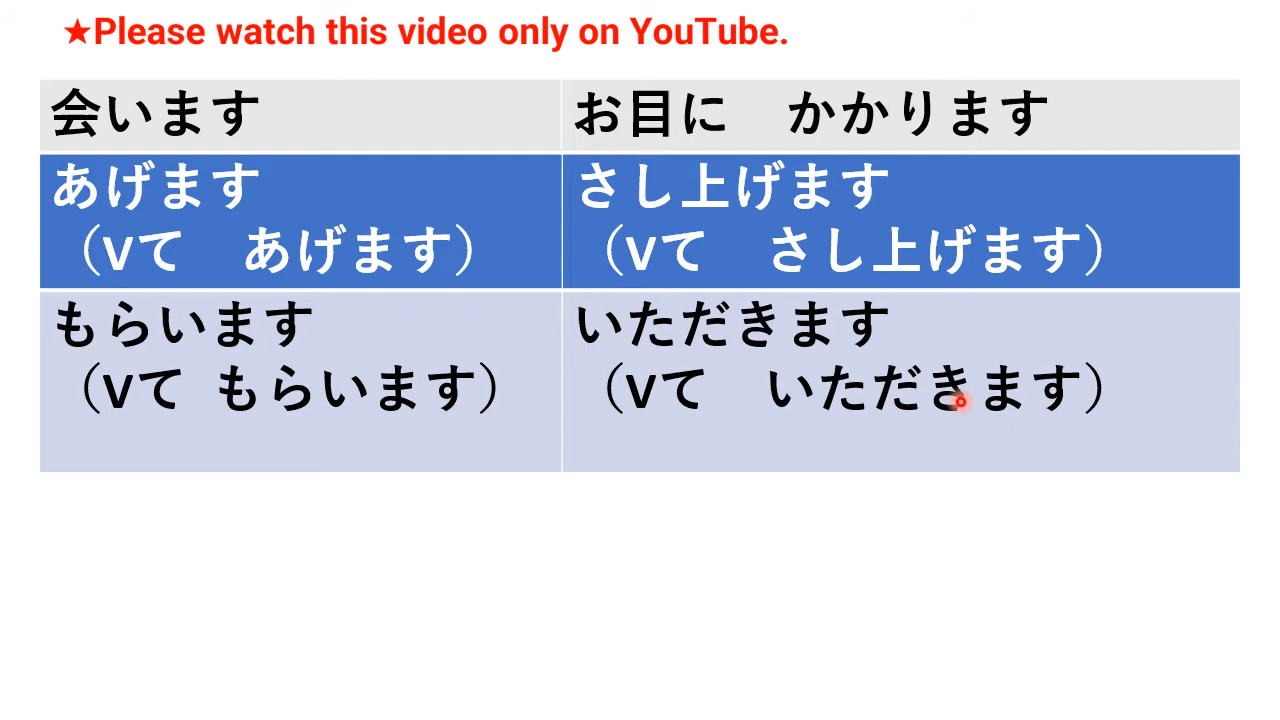 ★Please watch this video only on YouTube.
会います
お目に　かかります
あげます
（Vて　あげます）
さし上げます
（Vて　さし上げます）
もらいます
（Vて もらいます）
いただきます
（Vて　いただきます）